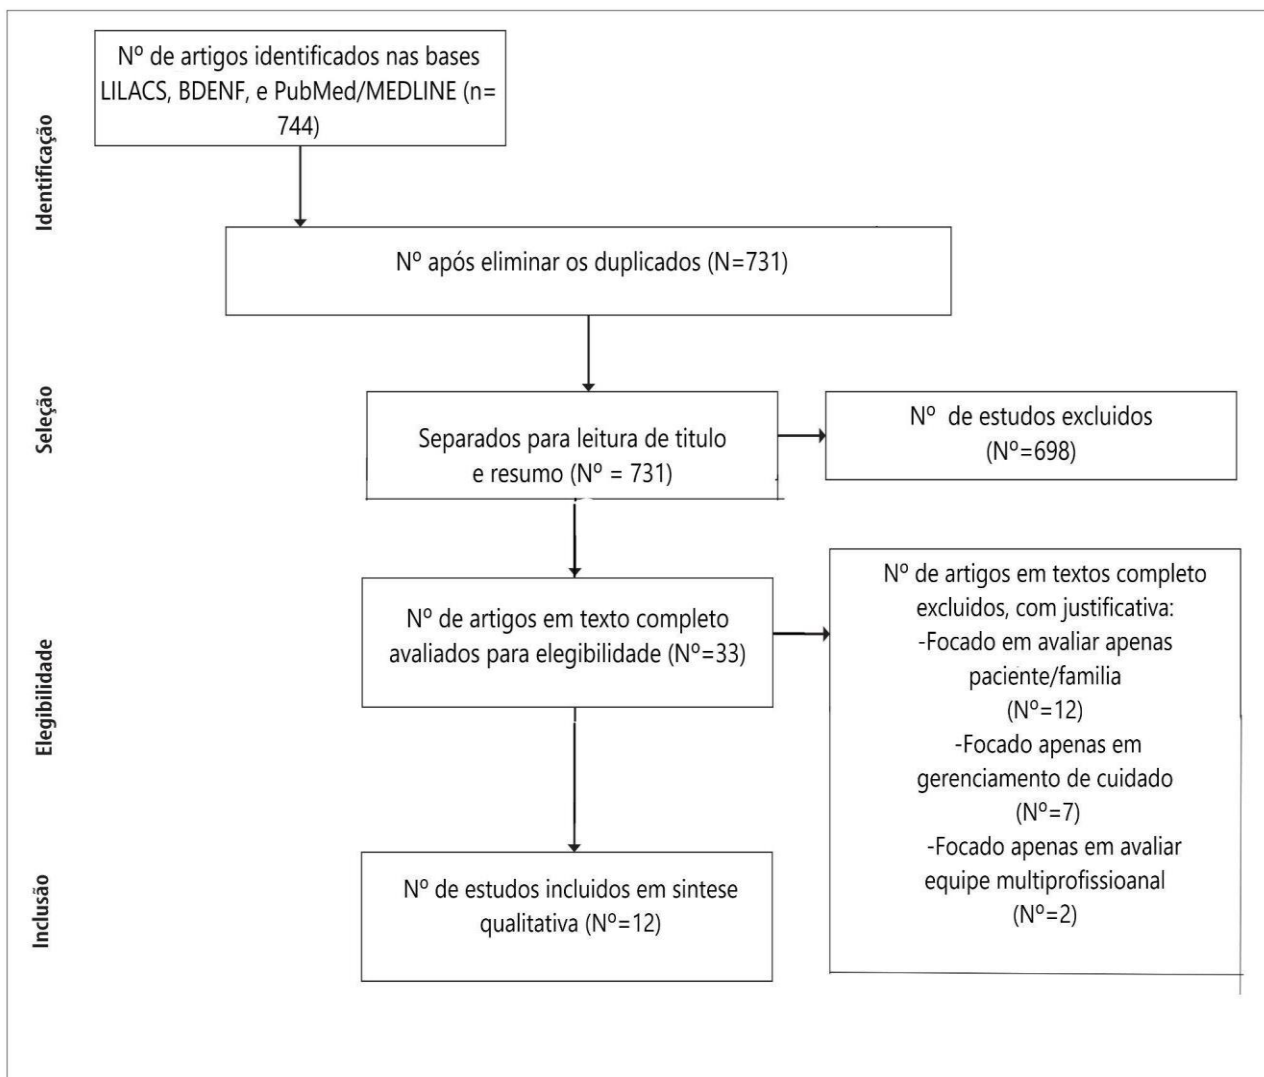 Identificação
Nº de artigos identificados nas bases
LILACS, BDENF, e PubMed/MEDLINE (n=
744)
Nº após eliminar os duplicados (N=731)
Seleção
Separados para leitura de titulo
e resumo (Nº = 731)
Nº de estudos excluidos
(Nº=698)
Elegibilidade
Nº de artigos em texto completo
avaliados para elegibilidade (Nº=33)
Nº de artigos em textos completo
excluidos, com justificativa:
-Focado em avaliar apenas
paciente/familia
(Nº=12)
-Focado apenas em
gerenciamento de cuidado
(Nº=7)
-Focado apenas em avaliar
equipe multiprofissioanal
(Nº=2)
Inclusão
Nº de estudos incluidos em sintese
qualitativa (Nº=12)